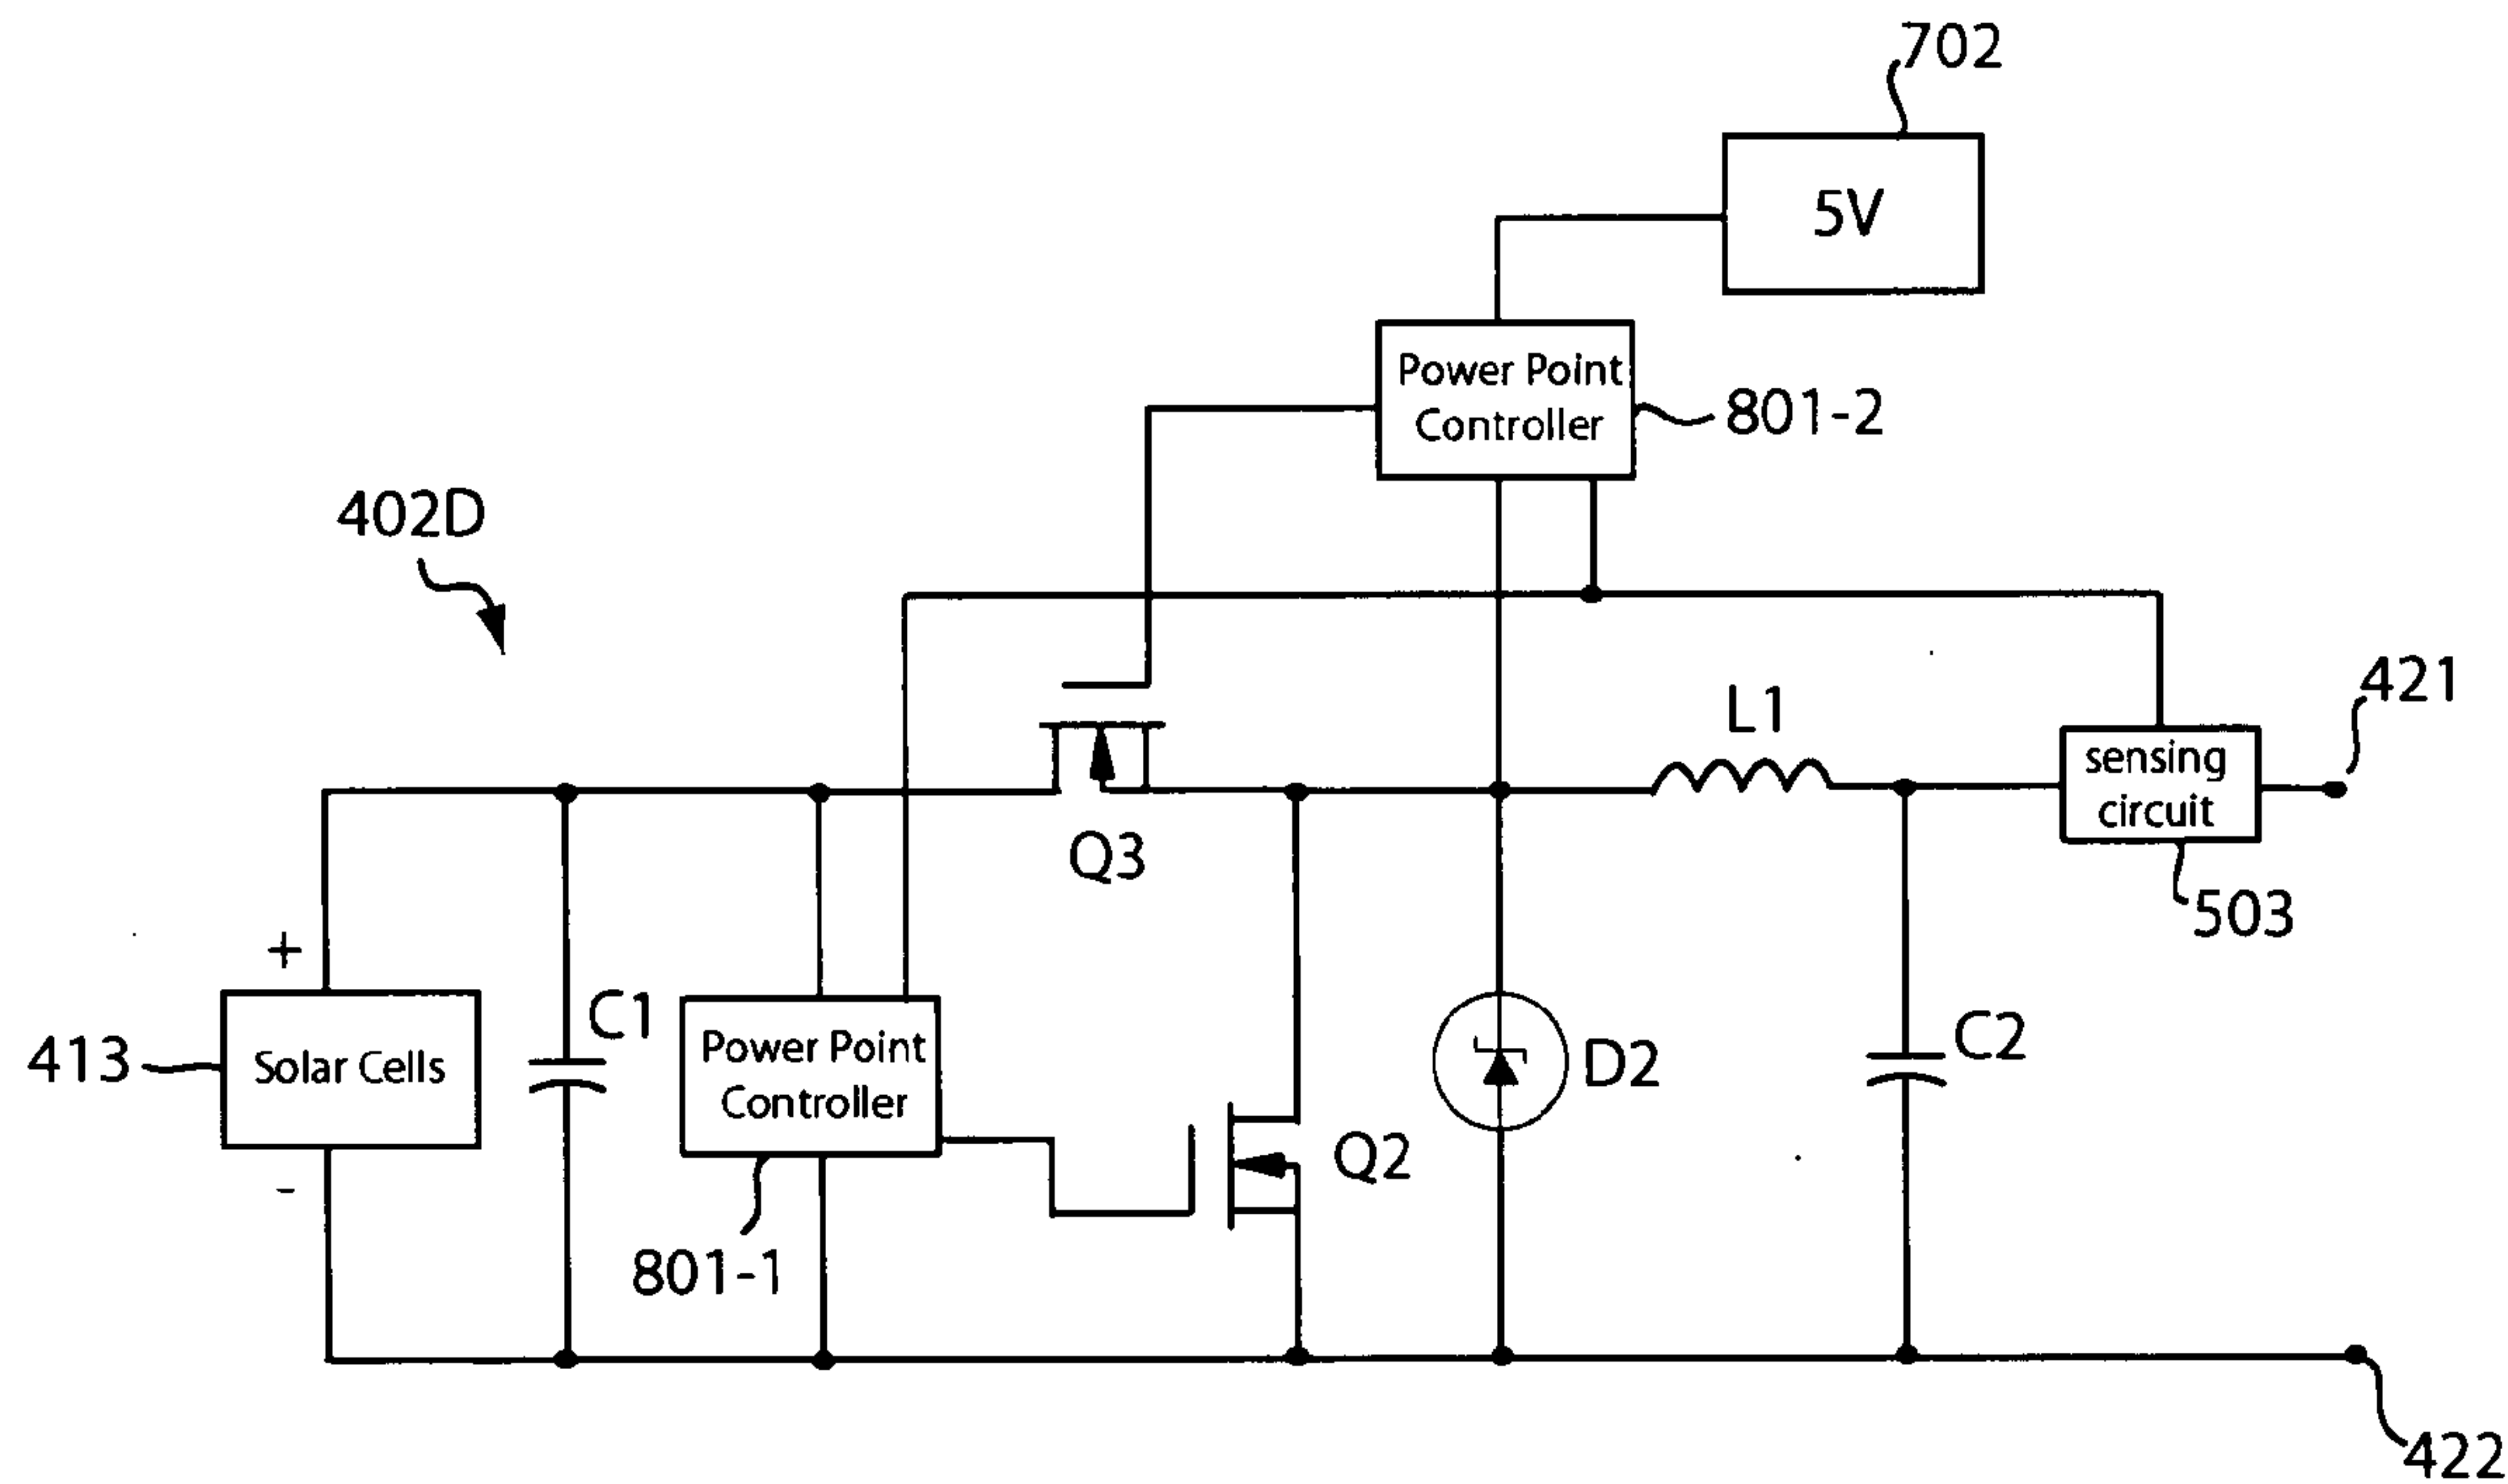 702
5V
Power Point
Controller
801-2
402D
421
L1
sensing
circuit
Q3
503
+
C1
413
Solar Cells
Power Point
Controller
D2
C2
Q2
-
801-1
422